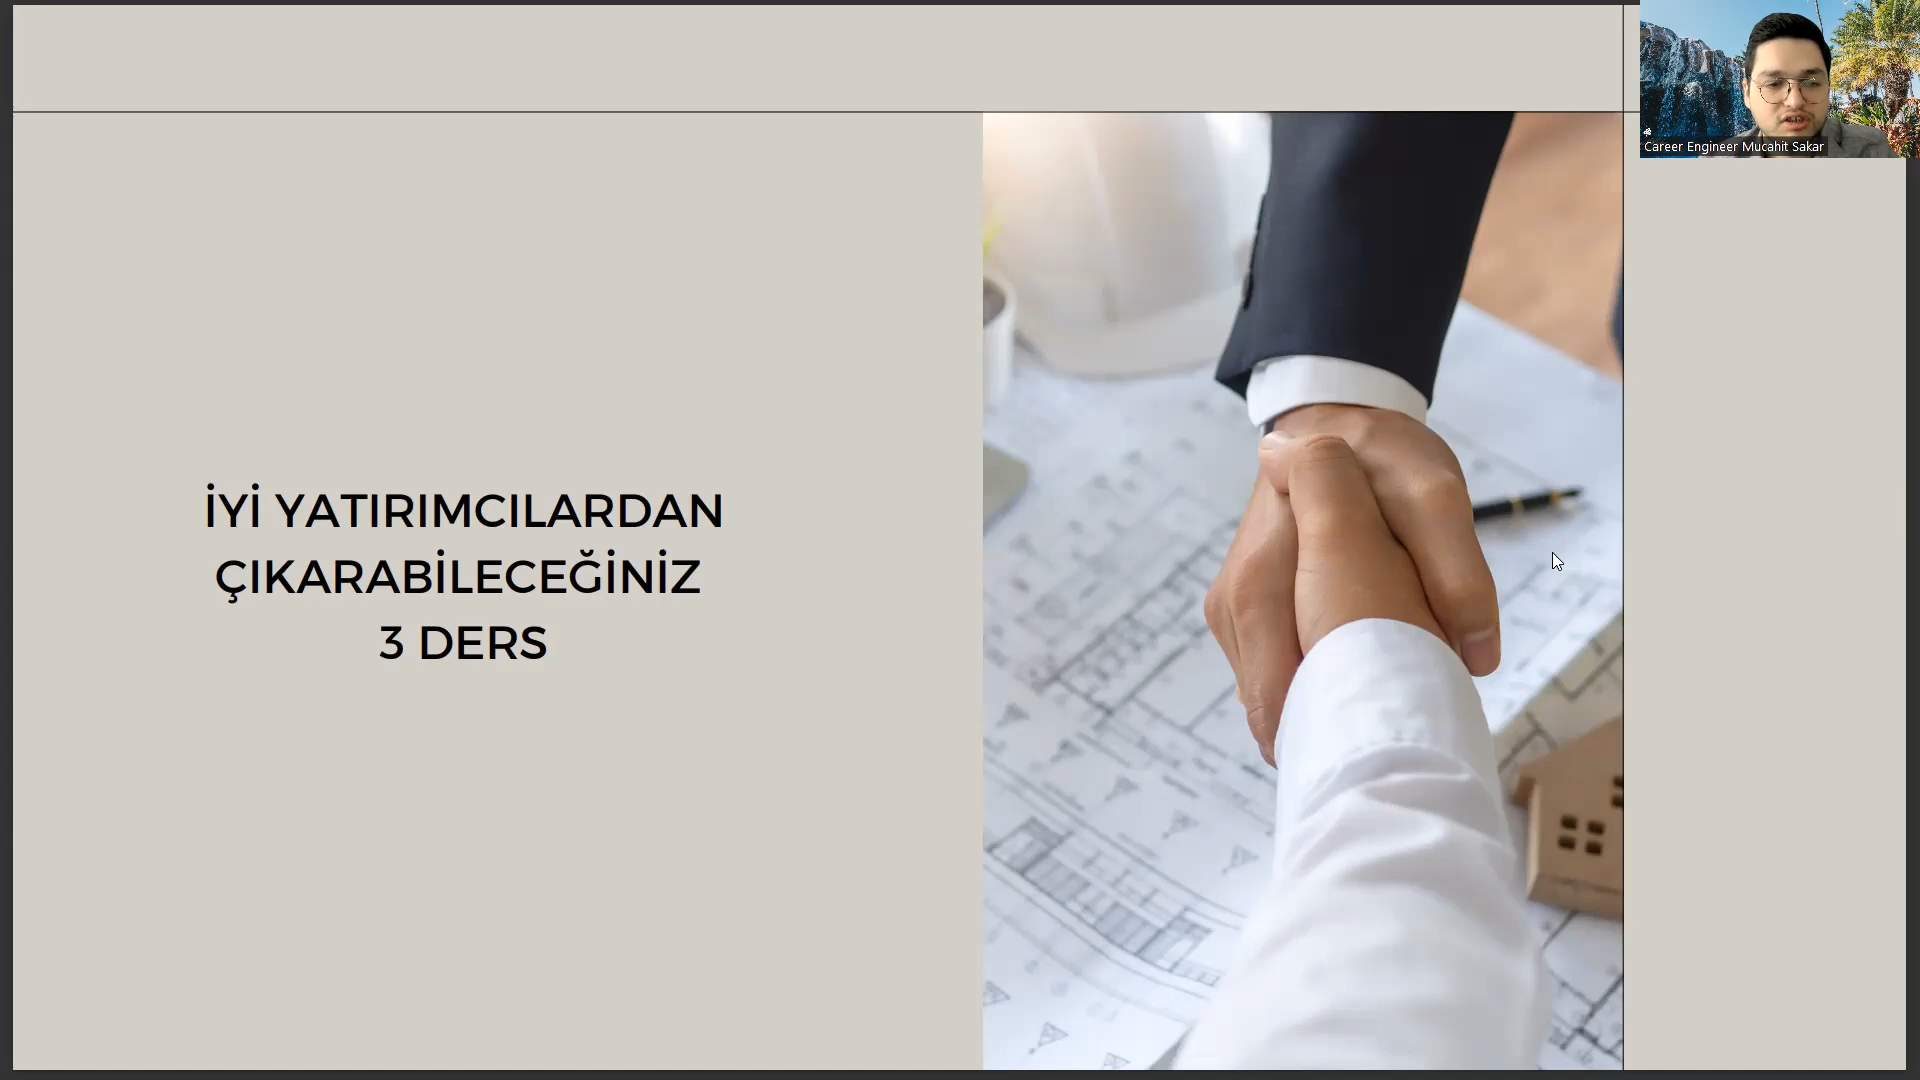 Career Engineer Mucahit Sakar
İYİ YATIRIMCILARDAN
ÇIKARABİLECEĞİNİZ
3 DERS